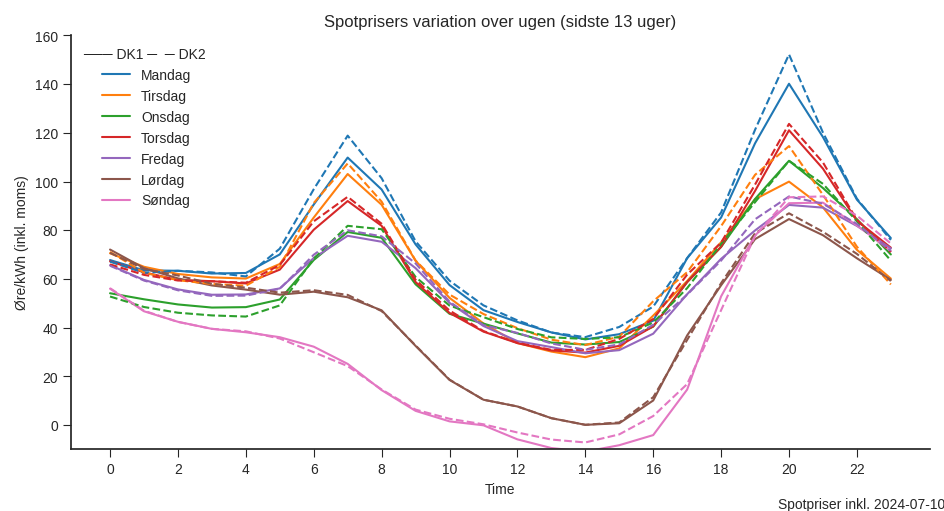 Spotprisers variation over ugen (sidste 13 uger)
Øre/kWh (inkl. moms)
160
140
120
100
80
60
40
20
0
DK1 DK2
Mandag
Tirsdag
Onsdag
Torsdag
Fredag
Lørdag
Søndag
0 2 4 6 8 10 12 14 16 18 20 22
Time
Spotpriser inkl. 2024-07-10